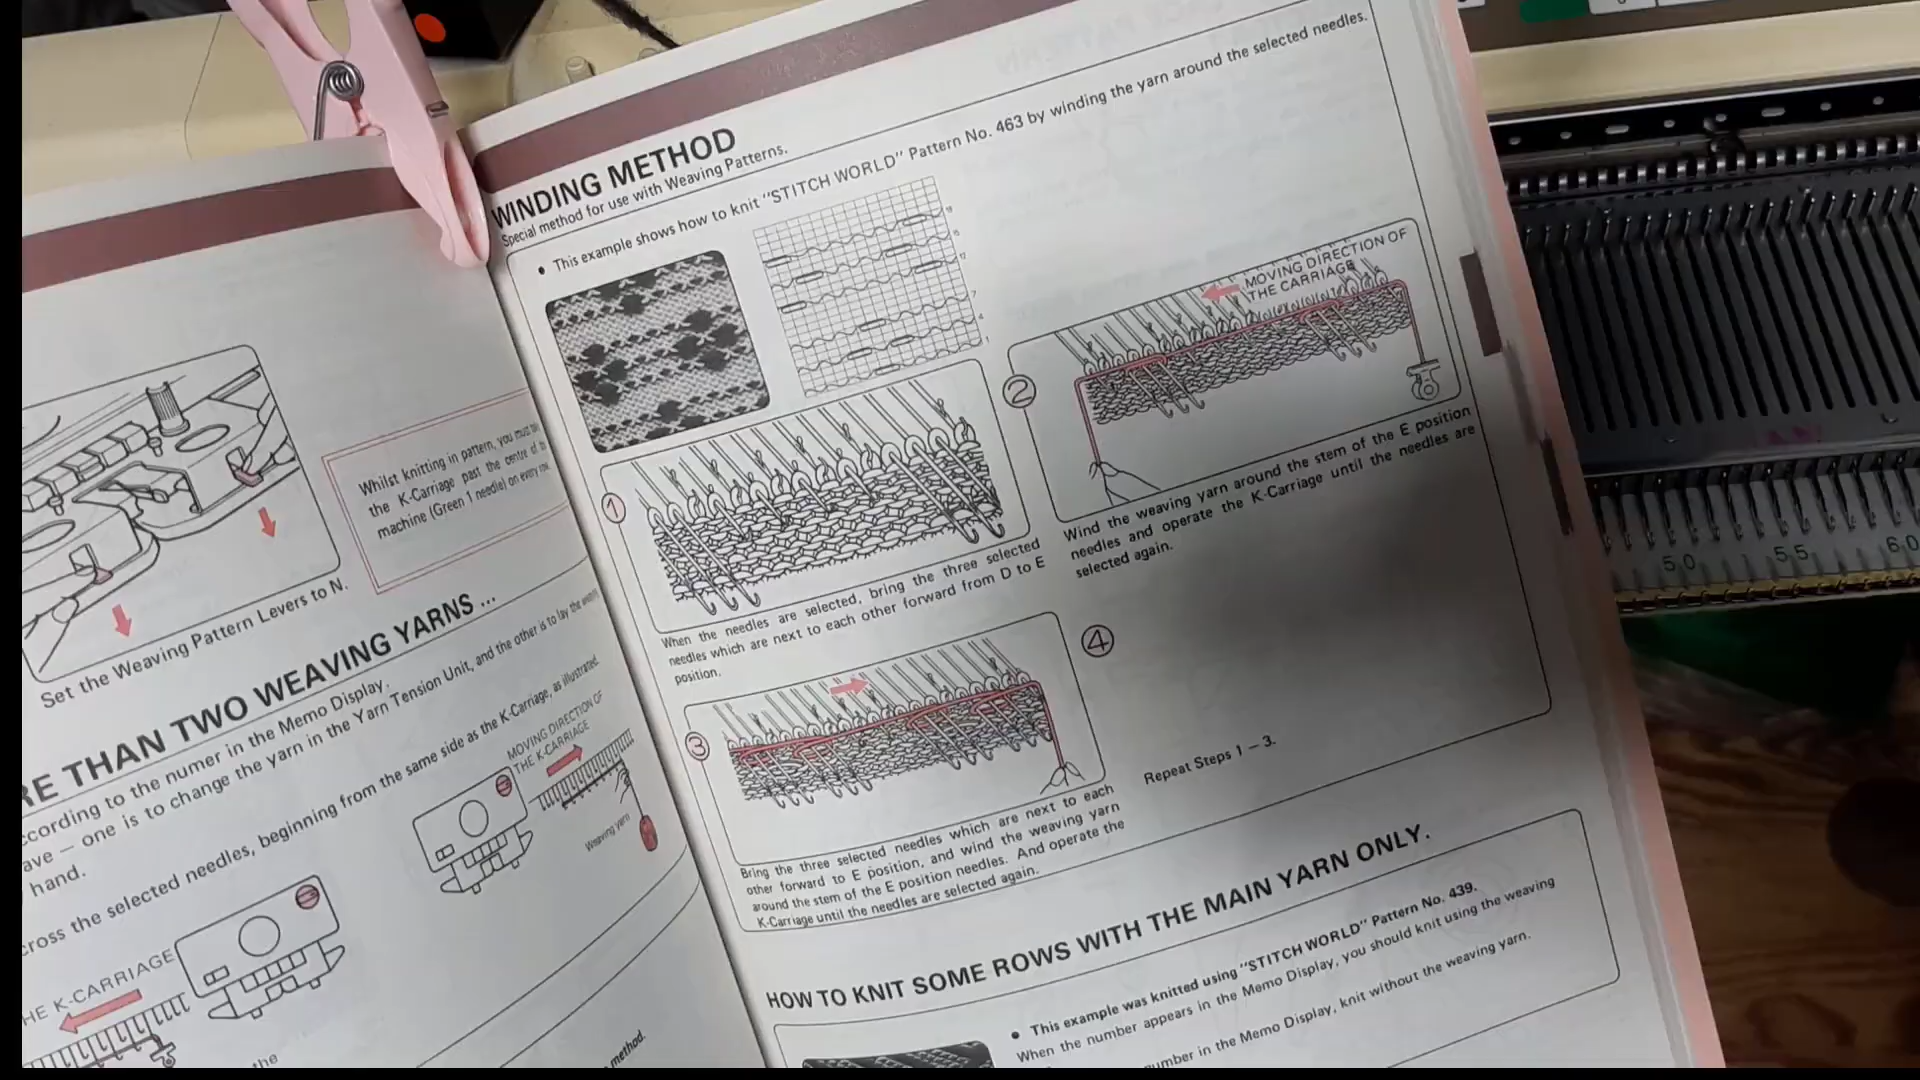 Whilst knitting in pattern, you must
the K-Carriage past the centre of
machine (Green 1 needle) on every row.
Set the Weaving Pattern Levers to N.
RE THAN TWO WEAVING YARNS ...
ccording to the numer in the Memo Display.
ave — one is to change the yarn in the Yarn Tension Unit, and the other is to lay the
hand.
cross the selected needles, beginning from the same side as the K-Carriage, as illustrated.
MOVING DIRECTION OF
THE K-CARRIAGE
Weaving yarn
HE K-CARRIAGE
the
method.
WINDING METHOD
Special method for use with Weaving Patterns.
• This example shows how to knit "STITCH WORLD" Pattern No. 463 by winding the yarn around the selected needles.
1
When the needles are selected, bring the three selected
needles which are next to each other forward from D to E
position.
2
MOVING DIRECTION OF
THE CARRIAGE
Wind the weaving yarn around the stem of the E position
needles and operate the K-Carriage until the needles are
selected again.
3
Bring the three selected needles which are next to each
other forward to E position, and wind the weaving yarn
around the stem of the E position needles. And operate the
K-Carriage until the needles are selected again.
4
Repeat Steps 1 – 3.
HOW TO KNIT SOME ROWS WITH THE MAIN YARN ONLY.
• This example was knitted using "STITCH WORLD" Pattern No. 439.
When the number appears in the Memo Display, you should knit using the weaving
umber in the Memo Display, knit without the weaving yarn.
50 55 60